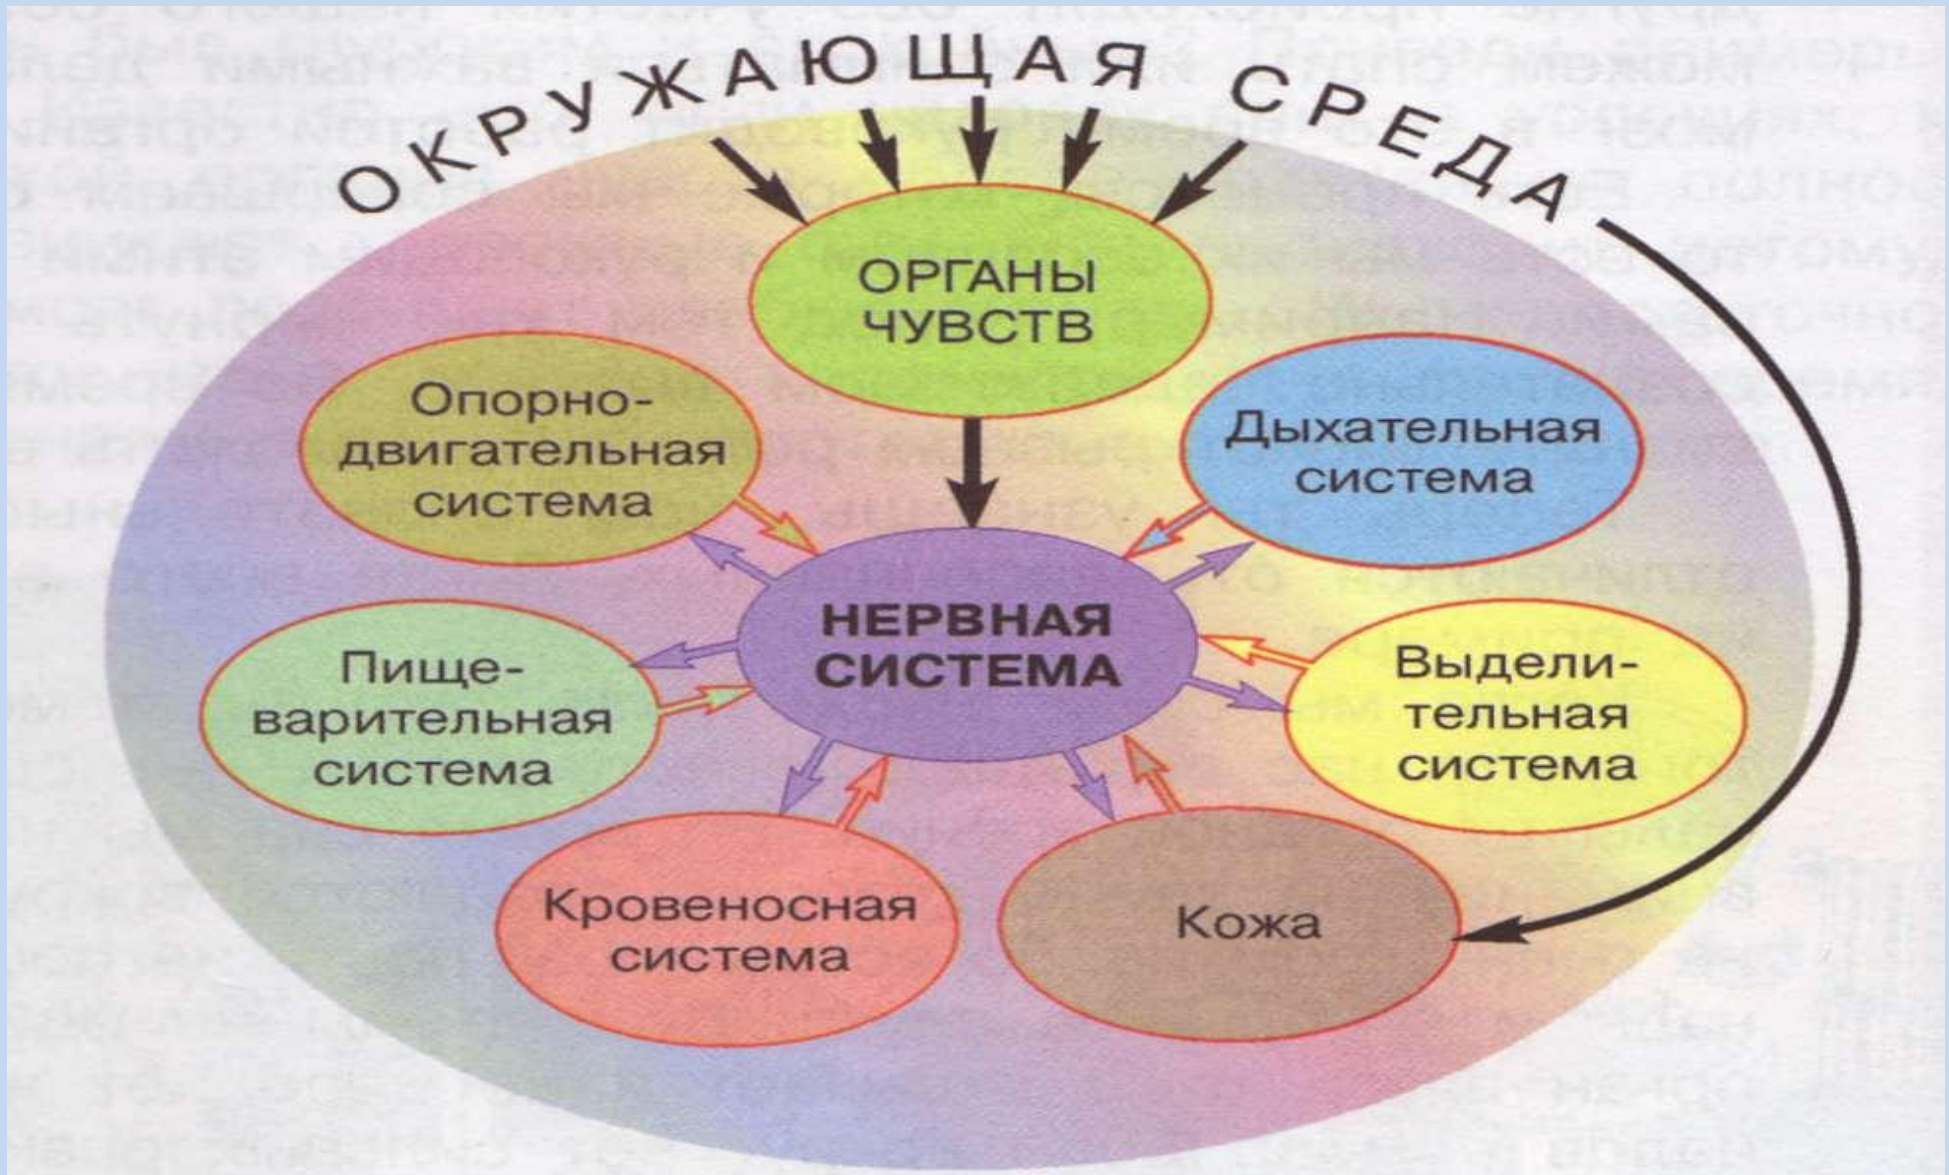 ОКРУЖАЮЩАЯ СРЕДА
ОРГАНЫ
ЧУВСТВ
Опорно-
двигательная
система
Дыхательная
система
НЕРВНАЯ
СИСТЕМА
Пище-
варительная
система
Выдели-
тельная
система
Кровеносная
система
Кожа